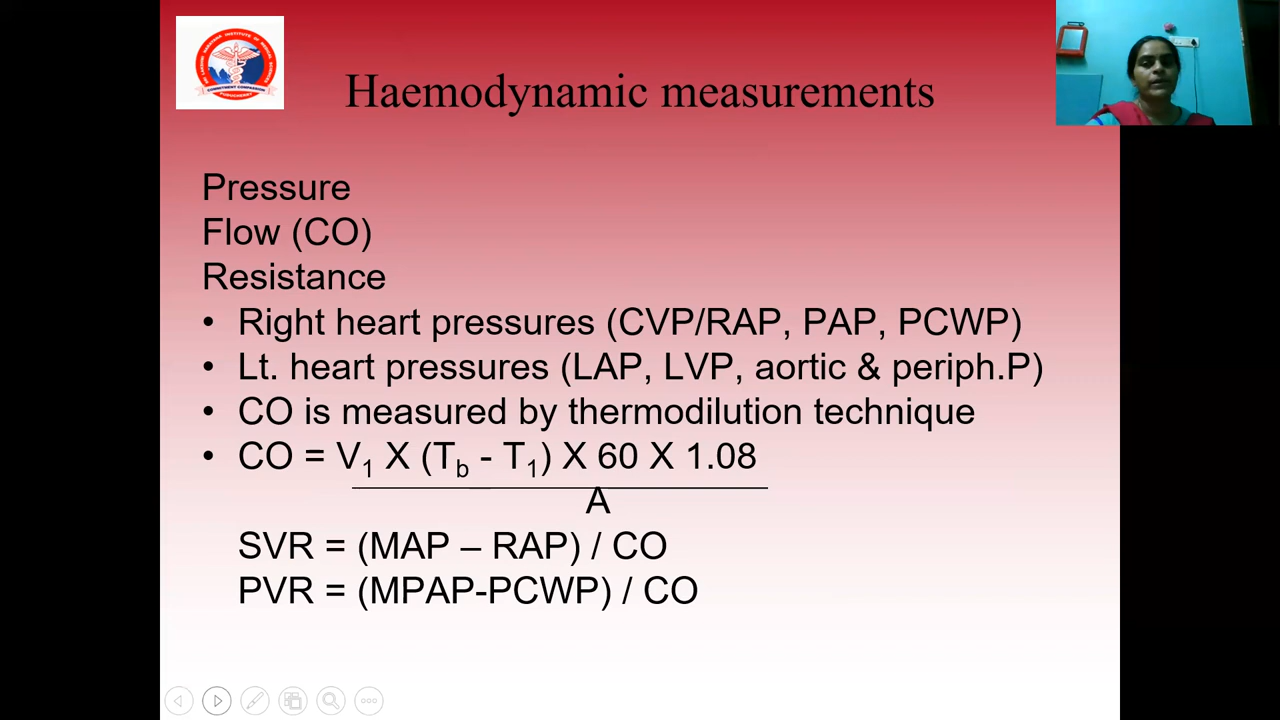 Haemodynamic measurements
Pressure
Flow (CO)
Resistance
• Right heart pressures (CVP/RAP, PAP, PCWP)
• Lt. heart pressures (LAP, LVP, aortic & periph.P)
• CO is measured by thermodilution technique
• CO = V₁ X (T_b - T₁) X 60 X 1.08
A
SVR = (MAP – RAP) / CO
PVR = (MPAP-PCWP) / CO